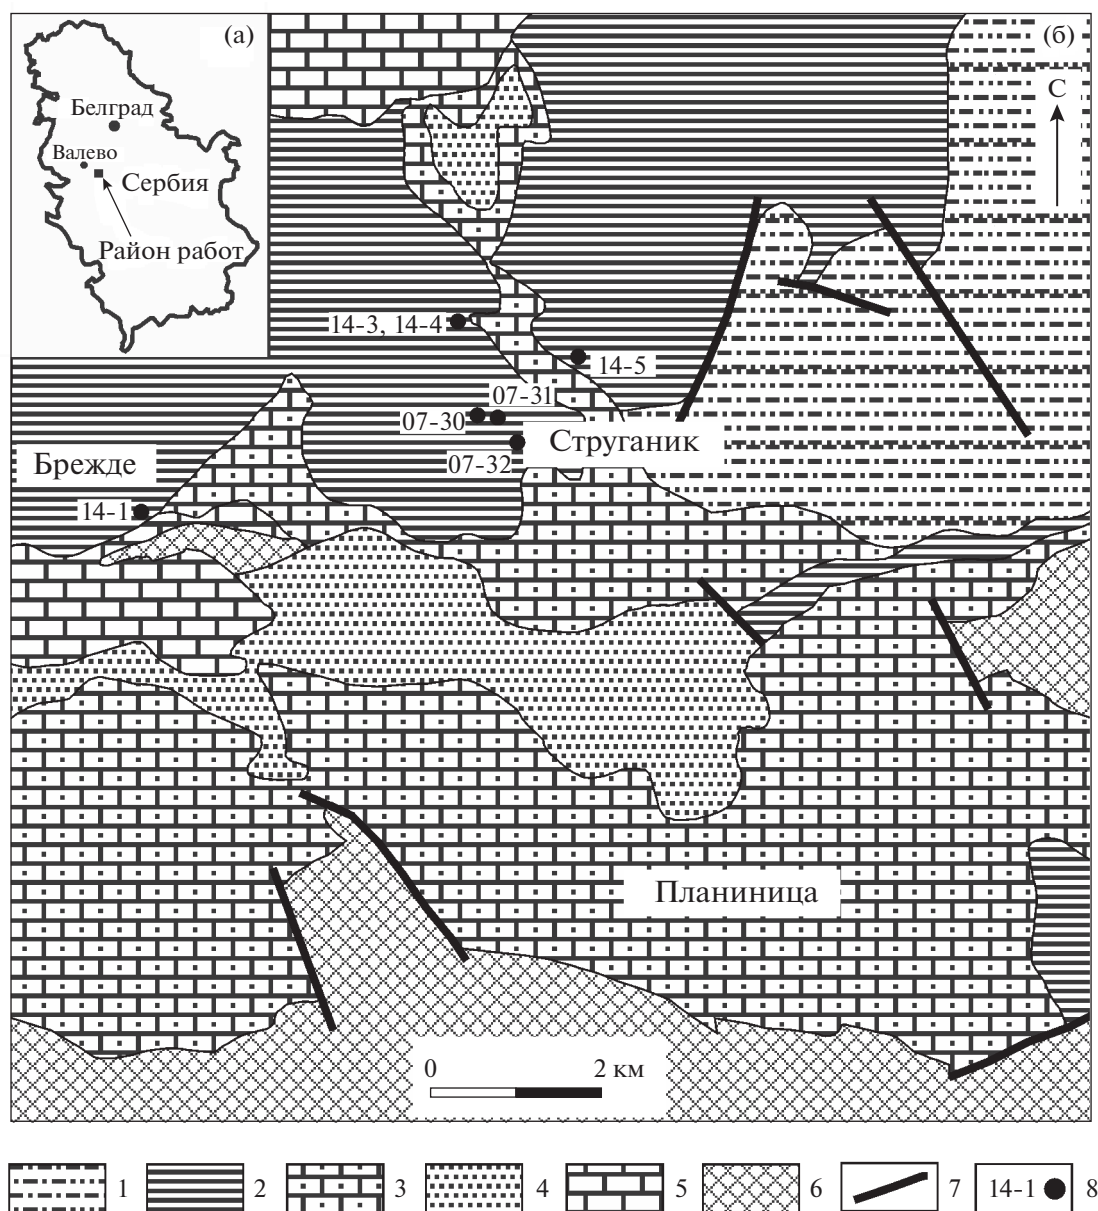 (а)
Белград
Валево
Сербия
Район работ
(б)
С
14-3, 14-4
14-5
07-31
07-30
Струганик
07-32
Брежде
14-1
Планиница
0 2 км
1 2 3 4 5 6 7 14-1 8